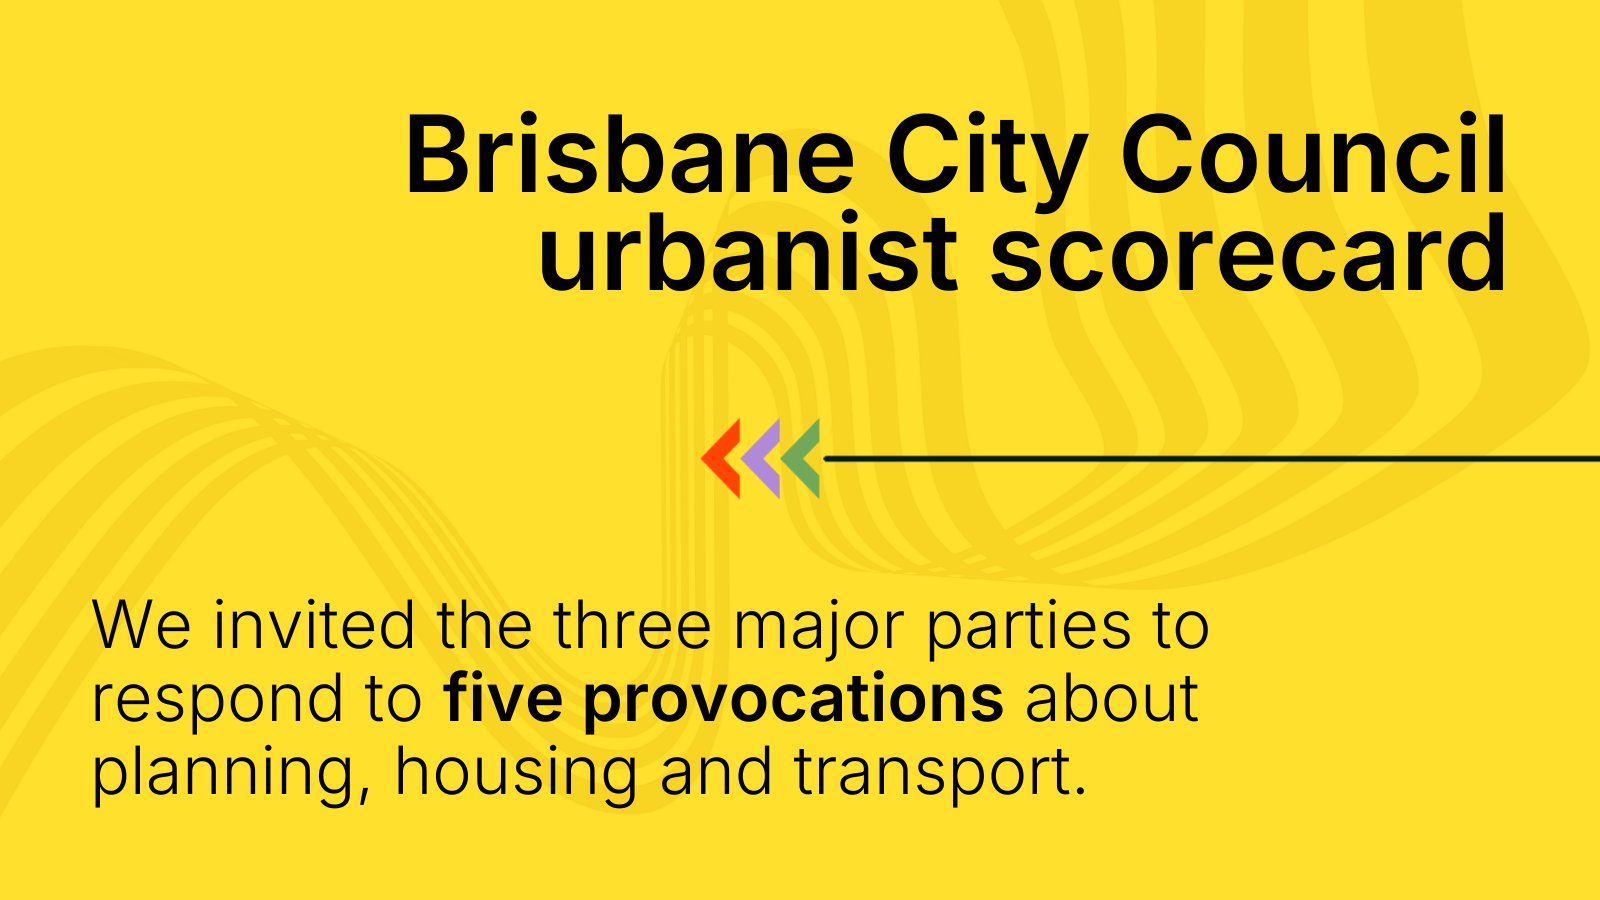 Brisbane City Council
urbanist scorecard
We invited the three major parties to
respond to five provocations about
planning, housing and transport.